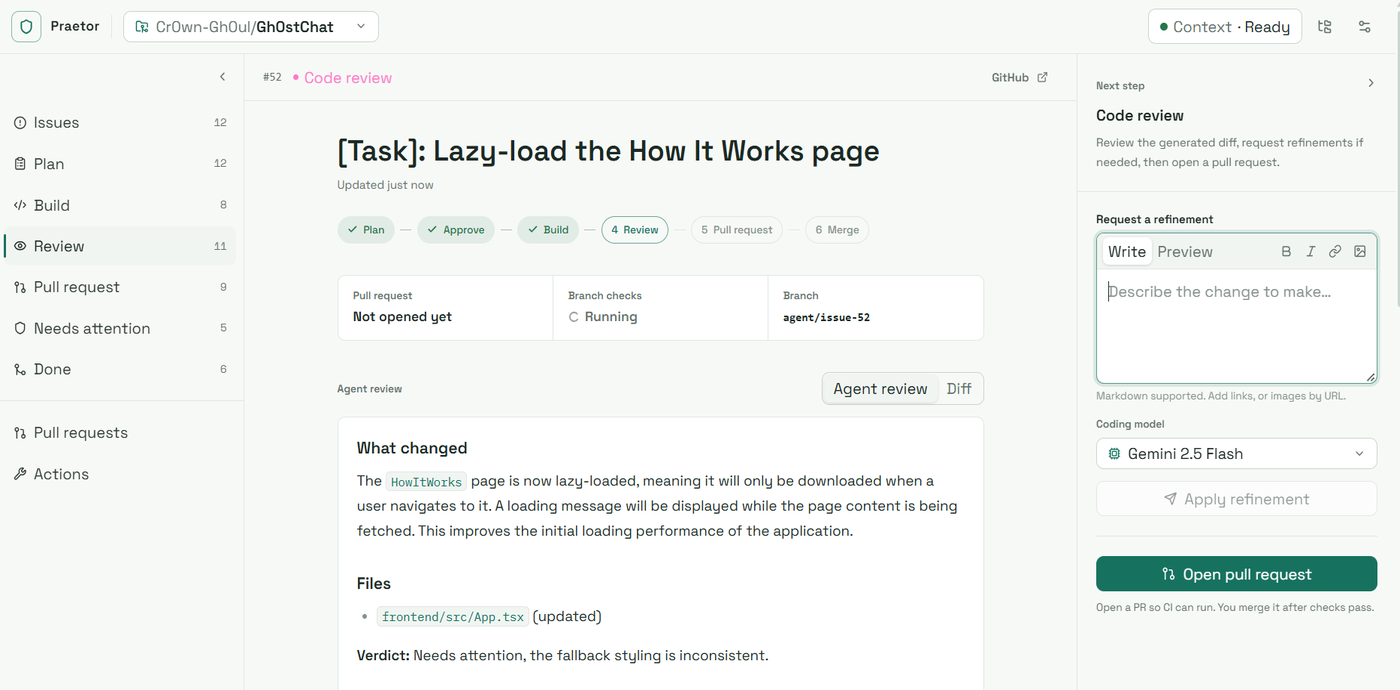 Praetor
Cr0wn-Gh0ul/Gh0stChat
Context · Ready
Issues 12
Plan 12
Build 8
Review 11
Pull request 9
Needs attention 5
Done 6
Pull requests
Actions
#52 • Code review
GitHub
[Task]: Lazy-load the How It Works page
Updated just now
Plan
Approve
Build
4 Review
5 Pull request
6 Merge
Pull request
Not opened yet
Branch checks
Running
Branch
agent/issue-52
Agent review
Agent review
Diff
What changed
The HowItWorks page is now lazy-loaded, meaning it will only be downloaded when a
user navigates to it. A loading message will be displayed while the page content is being
fetched. This improves the initial loading performance of the application.
Files
• frontend/src/App.tsx (updated)
Verdict: Needs attention, the fallback styling is inconsistent.
Next step
Code review
Review the generated diff, request refinements if
needed, then open a pull request.
Request a refinement
Write
Preview
B I
Describe the change to make...
Markdown supported. Add links, or images by URL.
Coding model
Gemini 2.5 Flash
Apply refinement
Open pull request
Open a PR so CI can run. You merge it after checks pass.